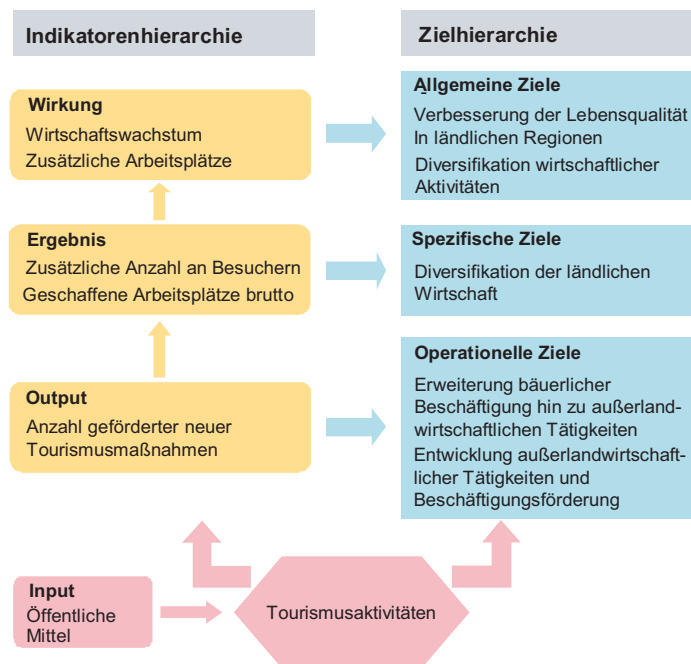 Indikatorenhierarchie
Zielhierarchie
Wirkung
Wirtschaftswachstum
Zusätzliche Arbeitsplätze
Allgemeine Ziele
Verbesserung der Lebensqualität
In ländlichen Regionen
Diversifikation wirtschaftlicher
Aktivitäten
Ergebnis
Zusätzliche Anzahl an Besuchern
Geschaffene Arbeitsplätze brutto
Spezifische Ziele
Diversifikation der ländlichen
Wirtschaft
Output
Anzahl geförderter neuer
Tourismusmaßnahmen
Operationelle Ziele
Erweiterung bäuerlicher
Beschäftigung hin zu außerland-
wirtschaftlichen Tätigkeiten
Entwicklung außerlandwirtschaft-
licher Tätigkeiten und
Beschäftigungsförderung
Input
Öffentliche
Mittel
Tourismusaktivitäten